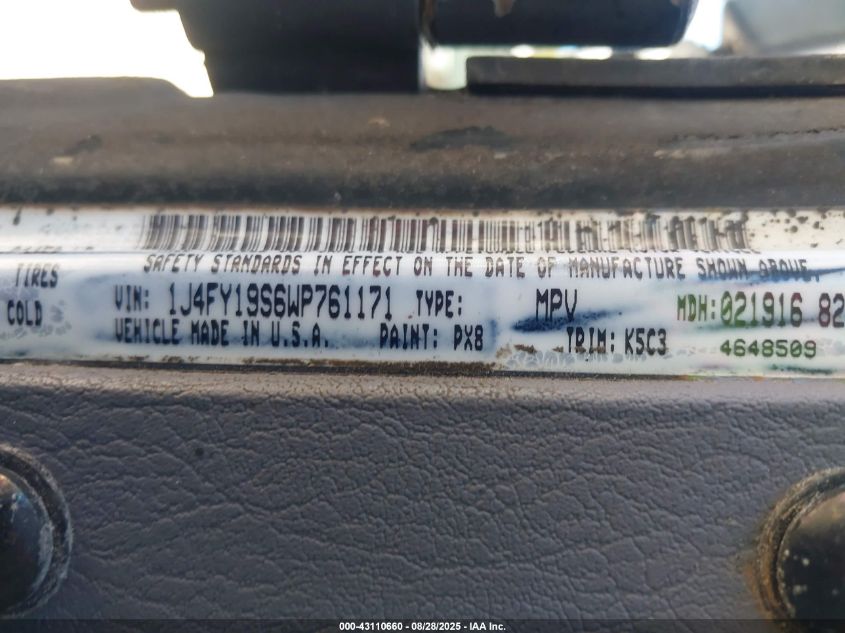 SAFETY STANDARDS IN EFFECT ON THE DATE OF MANUFACTURE SHOWN ABOVE.
TIRES
COLD
VIN: 1J4FY19S6WP761171 TYPE: MPV MDH: 021916 82
VEHICLE MADE IN U.S.A. PAINT: PX8 TRIM: K5C3 4648509
000-43110660 - 08/28/2025 - IAA Inc.